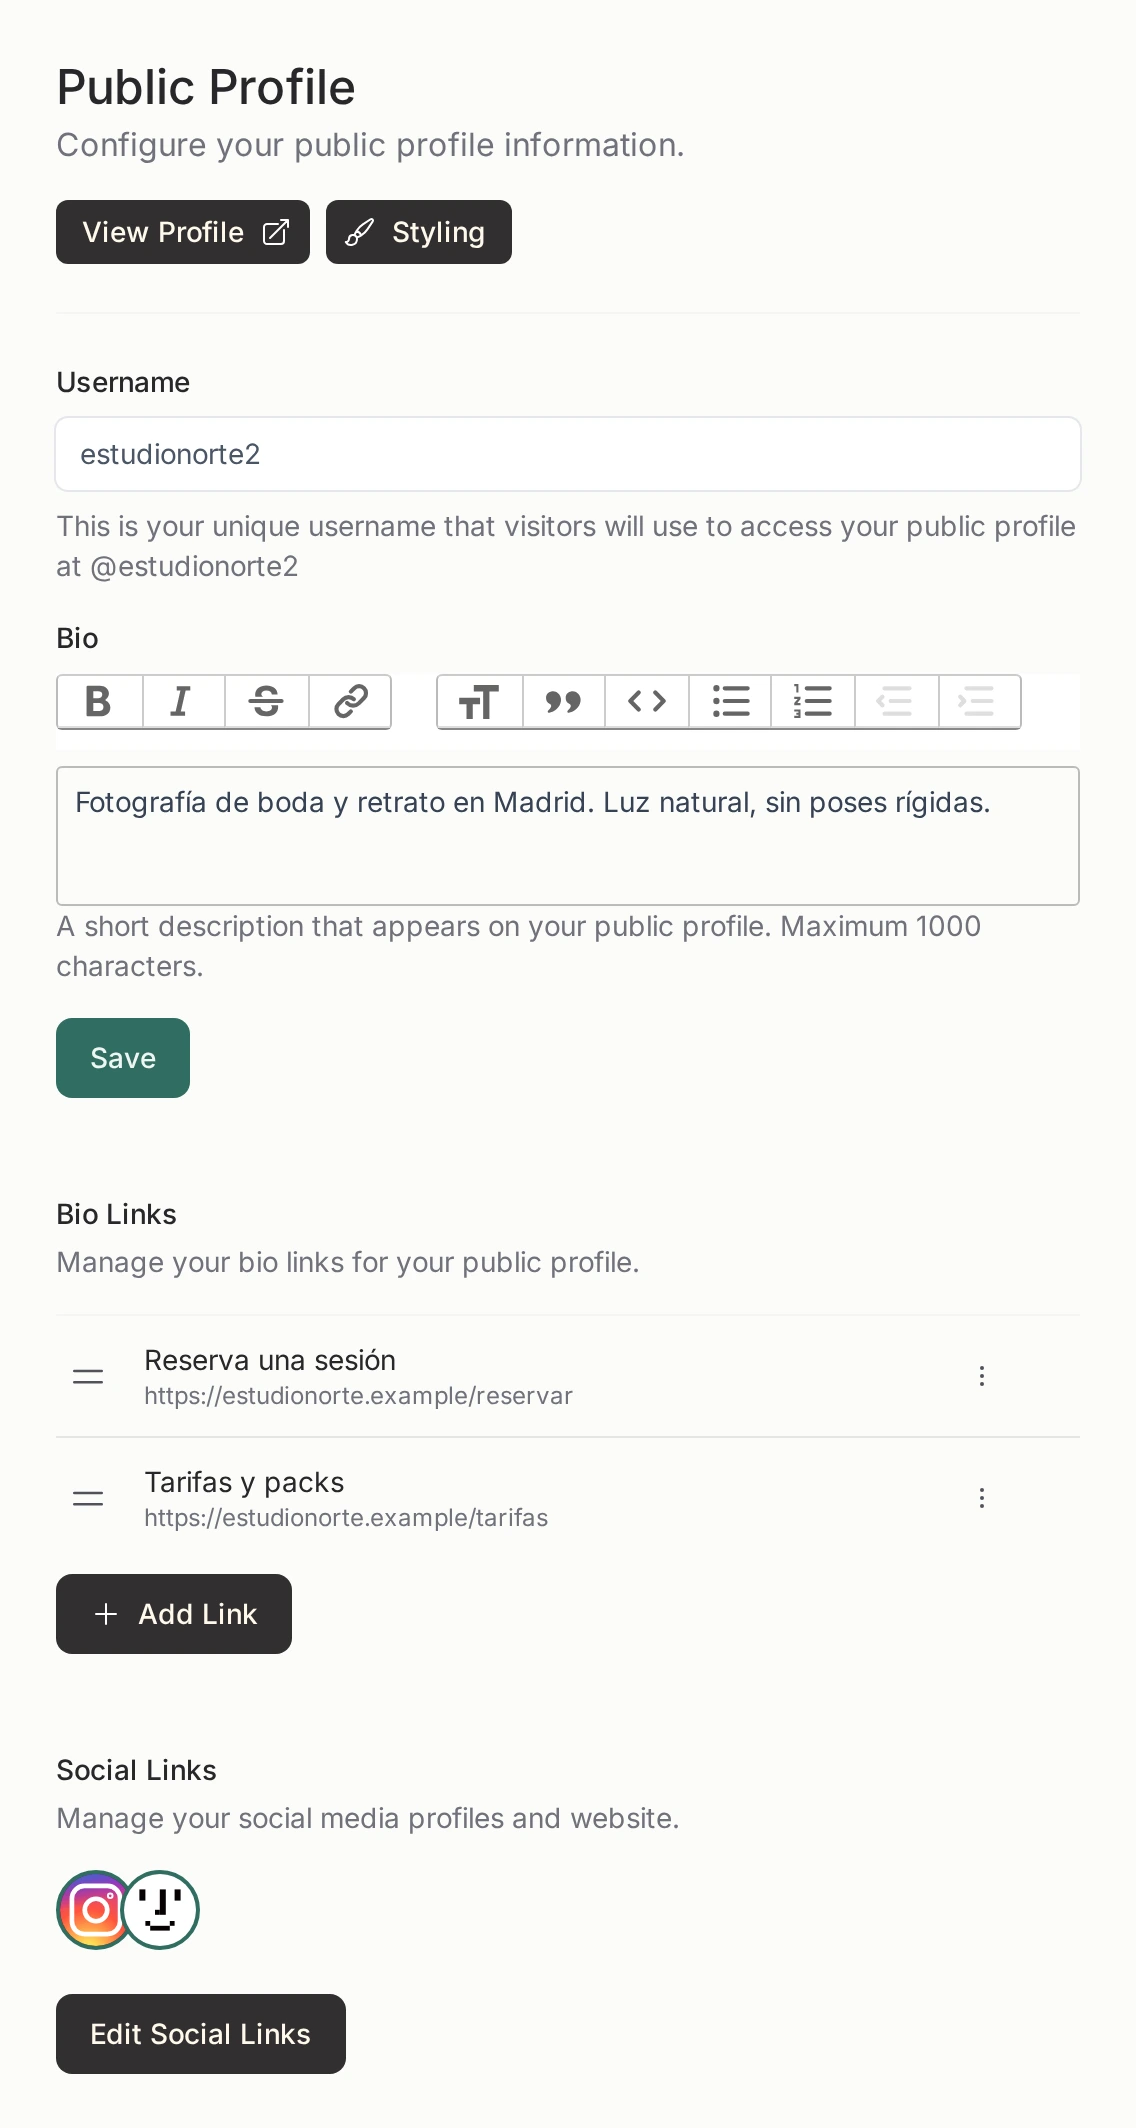 Public Profile
Configure your public profile information.
View Profile
Styling
Username
estudionorte2
This is your unique username that visitors will use to access your public profile
at @estudionorte2
Bio
Fotografía de boda y retrato en Madrid. Luz natural, sin poses rígidas.
A short description that appears on your public profile. Maximum 1000
characters.
Save
Bio Links
Manage your bio links for your public profile.
Reserva una sesión
https://estudionorte.example/reservar
Tarifas y packs
https://estudionorte.example/tarifas
Add Link
Social Links
Manage your social media profiles and website.
Edit Social Links